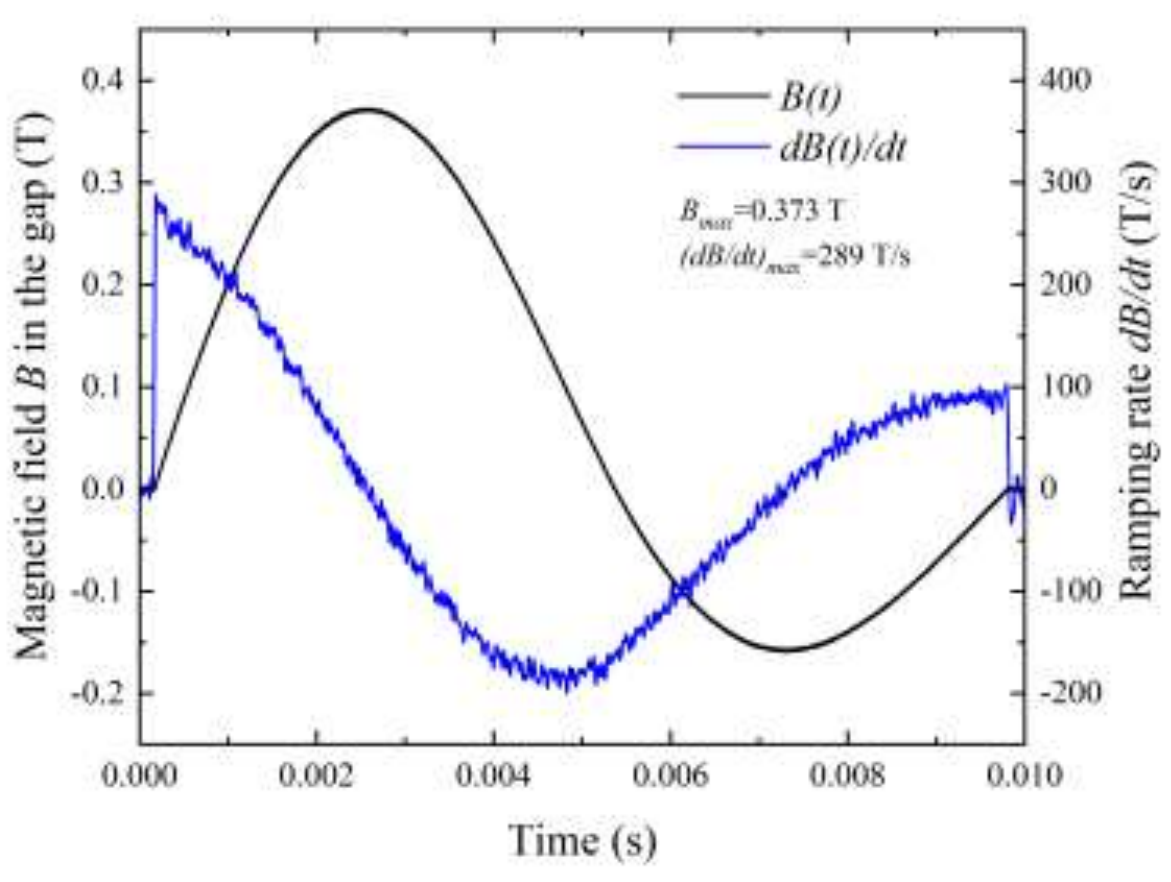 Magnetic field B in the gap (T)
0.4
0.3
0.2
0.1
0.0
-0.1
-0.2
B(t)
dB(t)/dt
Bmax=0.373 T
(dB/dt)max=289 T/s
400
300
200
100
0
-100
-200
Ramping rate dB/dt (T/s)
0.000 0.002 0.004 0.006 0.008 0.010
Time (s)